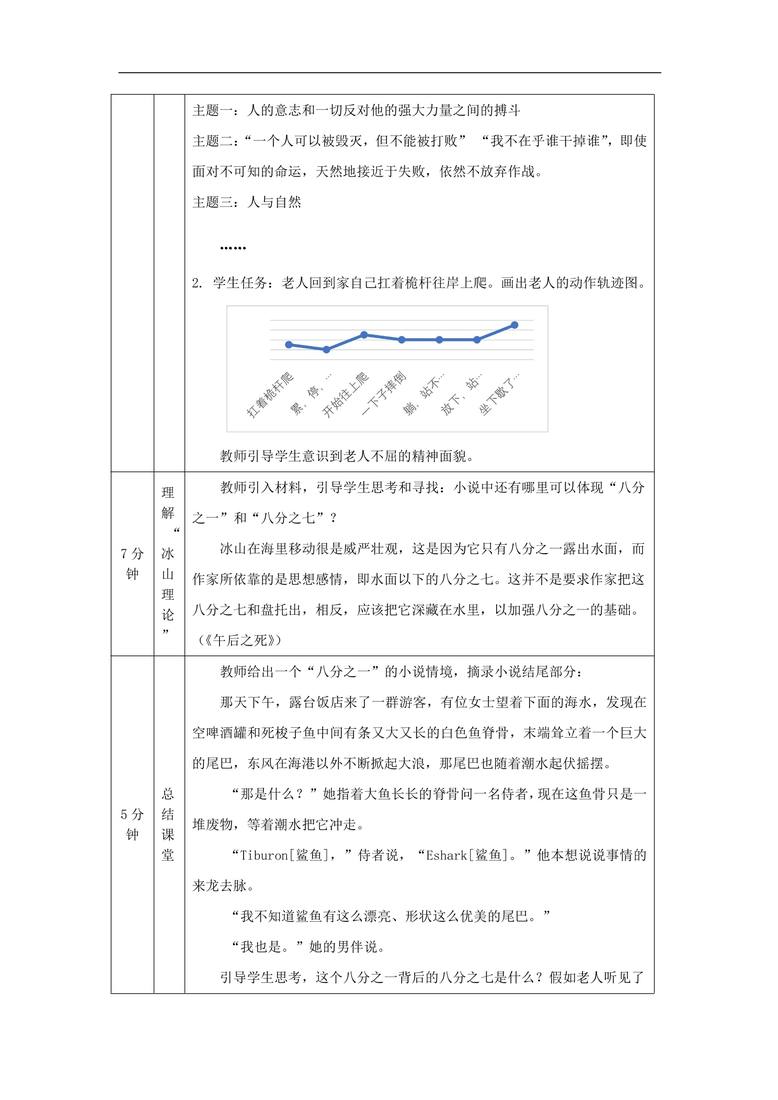 主题一：人的意志和一切反对他的强大力量之间的搏斗
主题二：“一个人可以被毁灭，但不能被打败” “我不在乎谁干掉谁”，即使
面对不可知的命运，天然地接近于失败，依然不放弃作战。
主题三：人与自然
……
2. 学生任务：老人回到家自己扛着桅杆往岸上爬。画出老人的动作轨迹图。
扛着桅杆爬
累，停，…
开始往上爬
一下子摔倒
躺，站不…
放下，站…
坐下歇了…
教师引导学生意识到老人不屈的精神面貌。
7 分
钟
理
解
“
冰
山
理
论
”
教师引入材料，引导学生思考和寻找：小说中还有哪里可以体现“八分
之一”和“八分之七”？
冰山在海里移动很是威严壮观，这是因为它只有八分之一露出水面，而
作家所依靠的是思想感情，即水面以下的八分之七。这并不是要求作家把这
八分之七和盘托出，相反，应该把它深藏在水里，以加强八分之一的基础。
（《午后之死》）
5 分
钟
总
结
课
堂
教师给出一个“八分之一”的小说情境，摘录小说结尾部分：
那天下午，露台饭店来了一群游客，有位女士望着下面的海水，发现在
空啤酒罐和死梭子鱼中间有条又大又长的白色鱼脊骨，末端耸立着一个巨大
的尾巴，东风在海港以外不断掀起大浪，那尾巴也随着潮水起伏摇摆。
“那是什么？”她指着大鱼长长的脊骨问一名侍者，现在这鱼骨只是一
堆废物，等着潮水把它冲走。
“Tiburon[鲨鱼]，”侍者说，“Eshark[鲨鱼]。”他本想说说事情的
来龙去脉。
“我不知道鲨鱼有这么漂亮、形状这么优美的尾巴。”
“我也是。”她的男伴说。
引导学生思考，这个八分之一背后的八分之七是什么？假如老人听见了